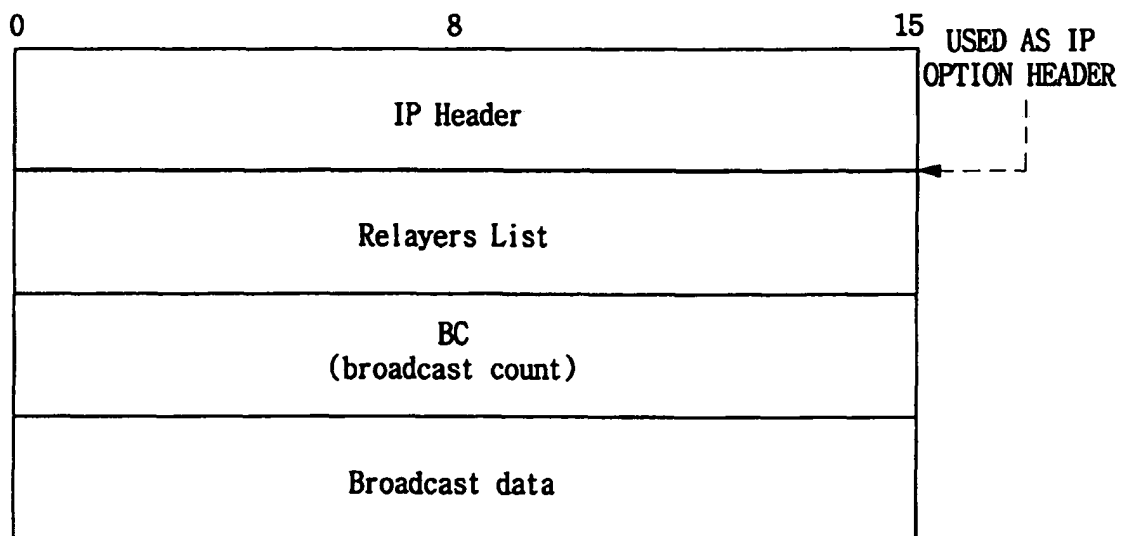 0 8 15
USED AS IP
OPTION HEADER
IP Header
Relayers List
BC
(broadcast count)
Broadcast data